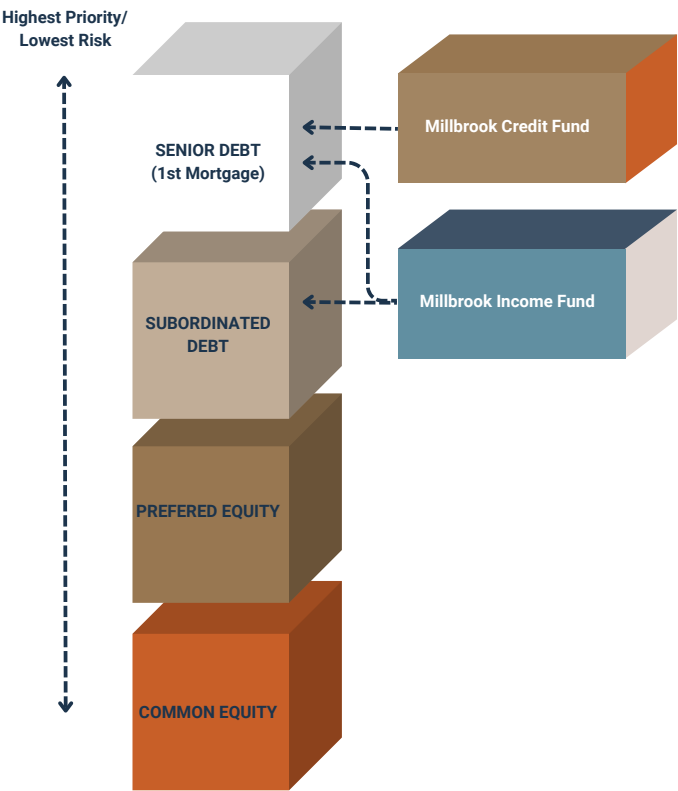 Highest Priority/
Lowest Risk
SENIOR DEBT
(1st Mortgage)
Millbrook Credit Fund
SUBORDINATED
DEBT
Millbrook Income Fund
PREFERED EQUITY
COMMON EQUITY